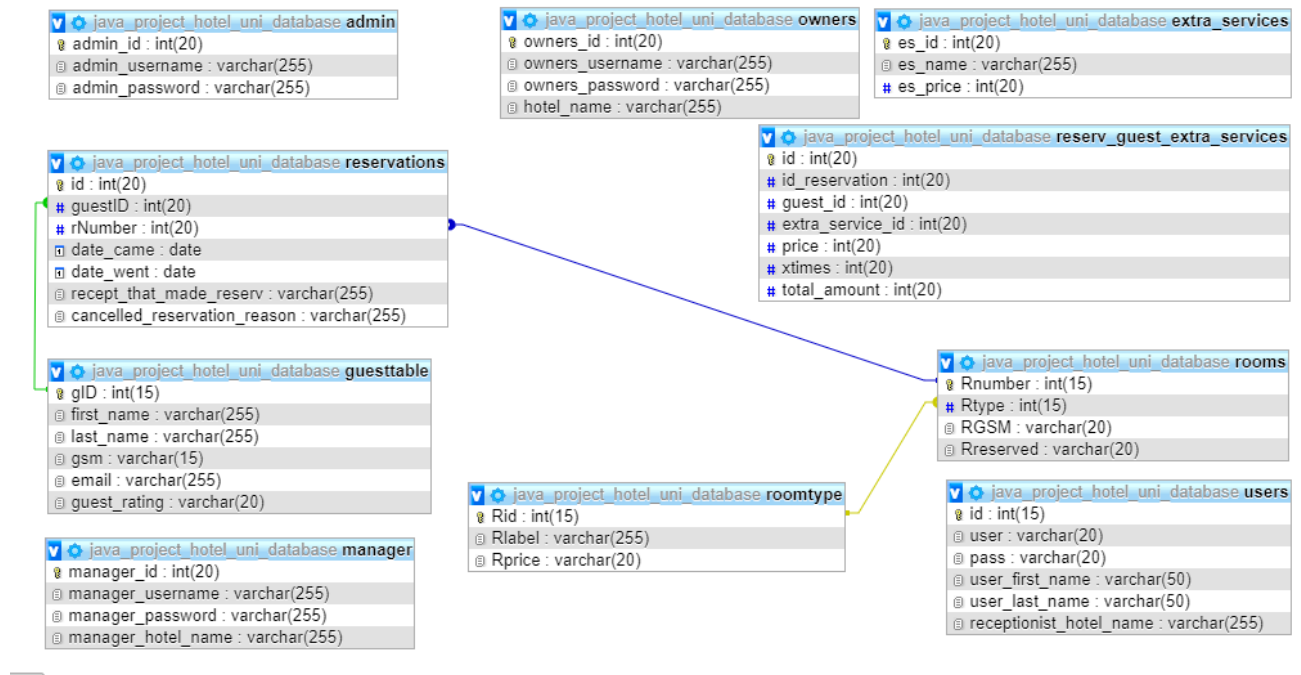 java_project_hotel_uni_database admin
admin_id : int(20)
admin_username : varchar(255)
admin_password : varchar(255)
java_project_hotel_uni_database owners
owners_id : int(20)
owners_username : varchar(255)
owners_password : varchar(255)
hotel_name : varchar(255)
java_project_hotel_uni_database extra_services
es_id : int(20)
es_name : varchar(255)
es_price : int(20)
java_project_hotel_uni_database reserv_guest_extra_services
id : int(20)
id_reservation : int(20)
guest_id : int(20)
extra_service_id : int(20)
price : int(20)
xtimes : int(20)
total_amount : int(20)
java_project_hotel_uni_database reservations
id : int(20)
guestID : int(20)
rNumber : int(20)
date_came : date
date_went : date
recept_that_made_reserv : varchar(255)
cancelled_reservation_reason : varchar(255)
java_project_hotel_uni_database guesttable
gID : int(15)
first_name : varchar(255)
last_name : varchar(255)
gsm : varchar(15)
email : varchar(255)
guest_rating : varchar(20)
java_project_hotel_uni_database rooms
Rnumber : int(15)
Rtype : int(15)
RGSM : varchar(20)
Rreserved : varchar(20)
java_project_hotel_uni_database roomtype
Rid : int(15)
Rlabel : varchar(255)
Rprice : varchar(20)
java_project_hotel_uni_database users
id : int(15)
user : varchar(20)
pass : varchar(20)
user_first_name : varchar(50)
user_last_name : varchar(50)
receptionist_hotel_name : varchar(255)
java_project_hotel_uni_database manager
manager_id : int(20)
manager_username : varchar(255)
manager_password : varchar(255)
manager_hotel_name : varchar(255)